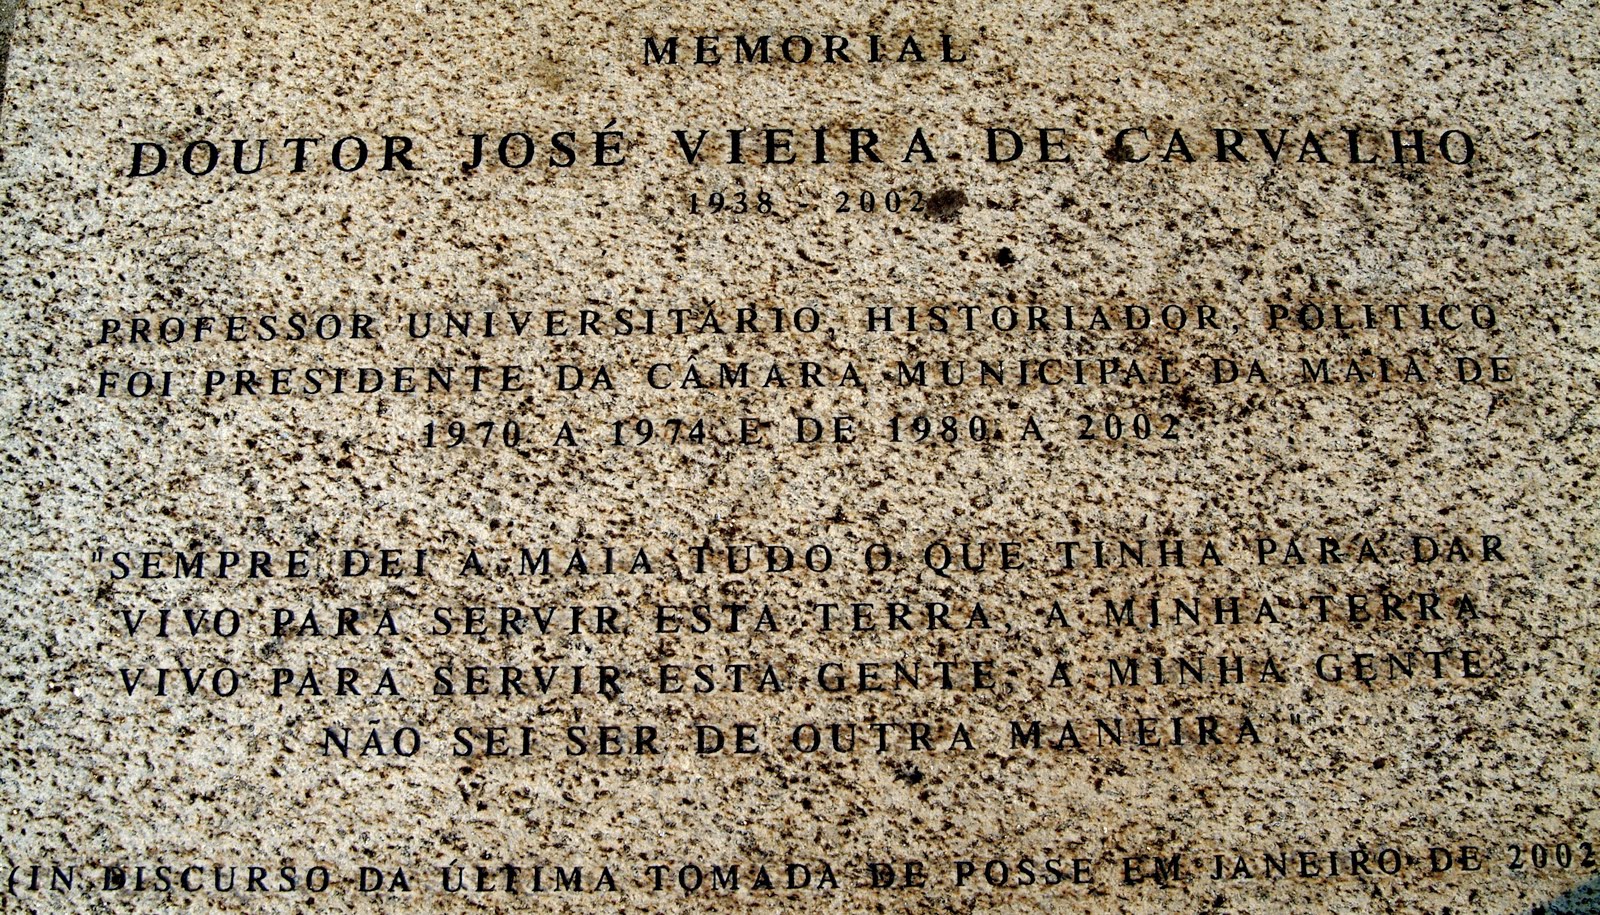 MEMORIAL
DOUTOR JOSÉ VIEIRA DE CARVALHO
1938 - 2002
PROFESSOR UNIVERSITÁRIO, HISTORIADOR, POLITICO
FOI PRESIDENTE DA CÂMARA MUNICIPAL DA MAIA DE
1970 A 1974 E DE 1980 A 2002
"SEMPRE DEI A MAIA TUDO O QUE TINHA PARA DAR
VIVO PARA SERVIR ESTA TERRA, A MINHA TERRA
VIVO PARA SERVIR ESTA GENTE, A MINHA GENTE
NÃO SEI SER DE OUTRA MANEIRA"
(IN DISCURSO DA ÚLTIMA TOMADA DE POSSE EM JANEIRO DE 2002